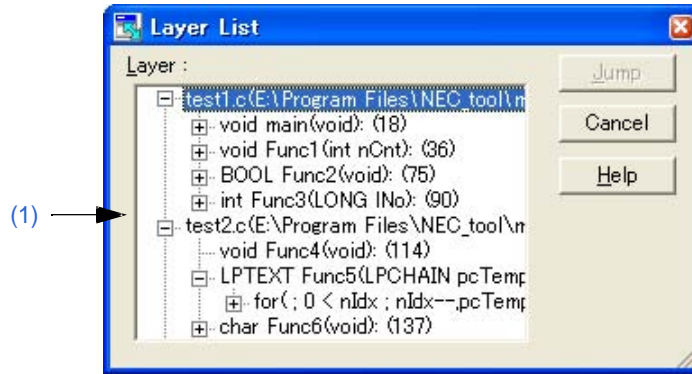 Layer List
Layer :
test1.c(E:\Program Files\NEC_tool\m
void main(void): (18)
void Func1(int nCnt): (36)
BOOL Func2(void): (75)
int Func3(LONG lNo): (90)
test2.c(E:\Program Files\NEC_tool\m
void Func4(void): (114)
LPTEXT Func5(LPCHAIN pcTemp
for( ; 0 < nIdx ; nIdx--,pcTemp
char Func6(void): (137)
Jump
Cancel
Help
(1)